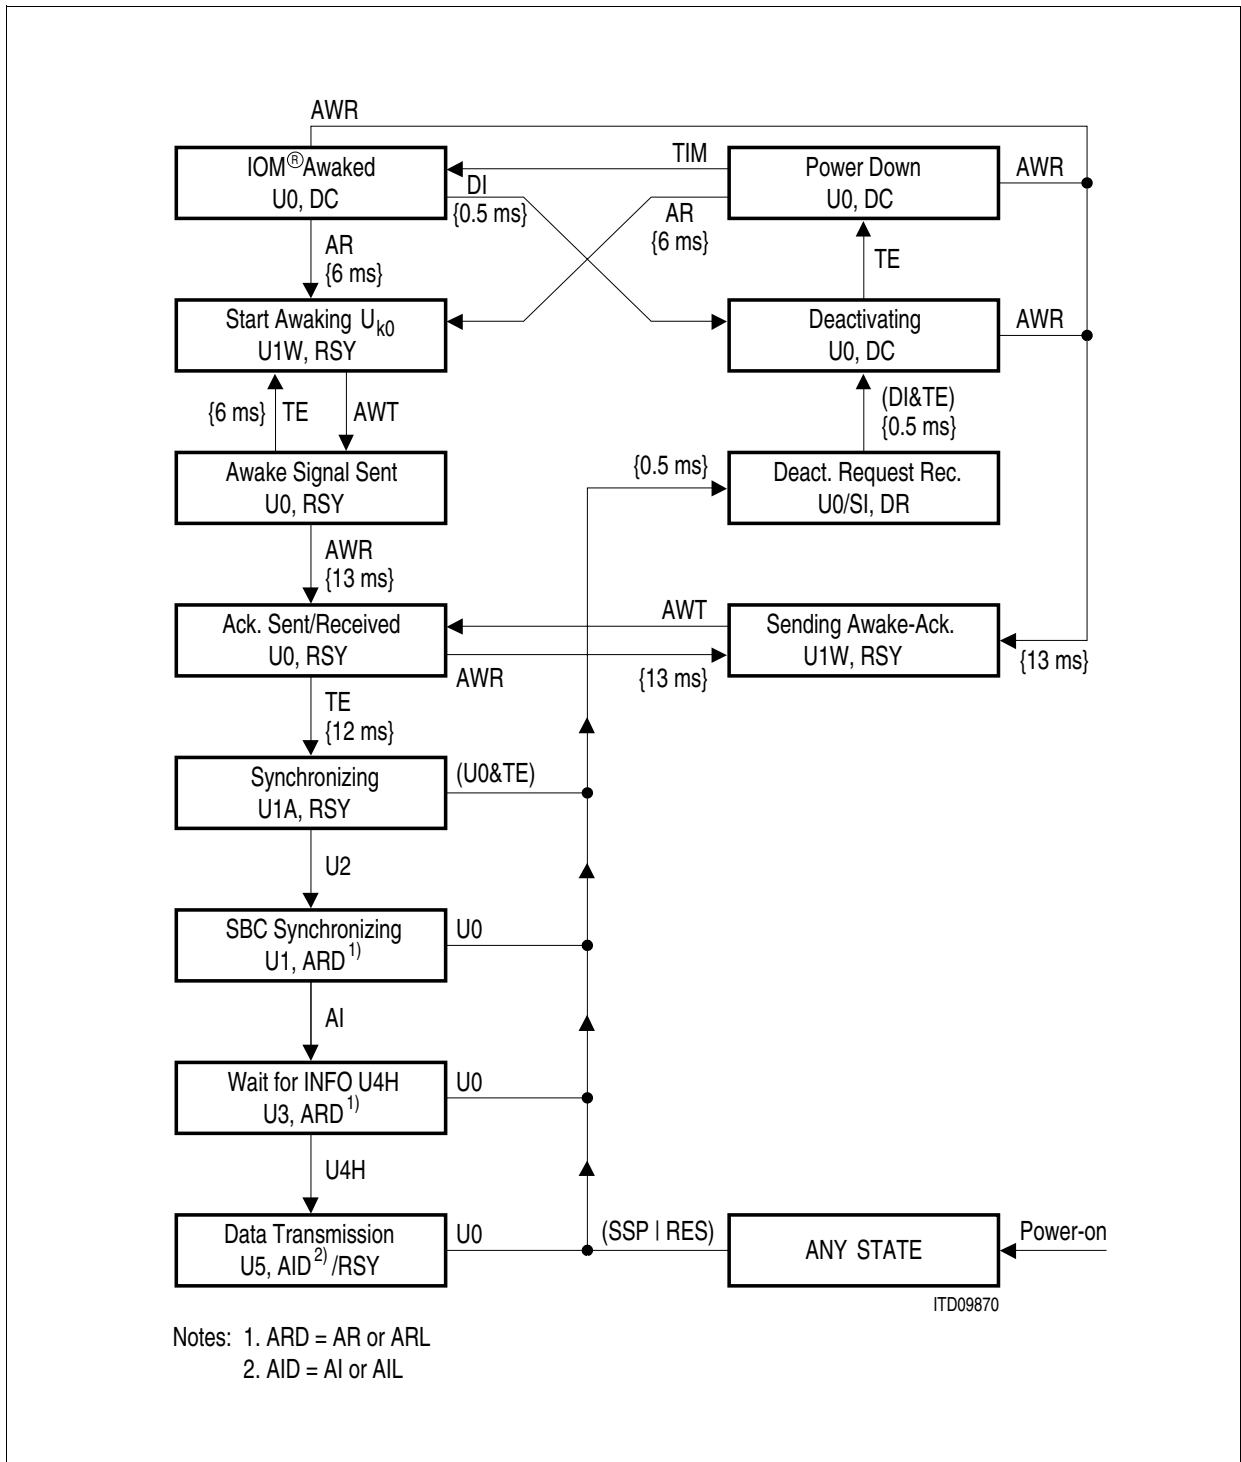 AWR
IOM®Awaked
U0, DC
TIM
Power Down
U0, DC
AWR
DI
{0.5 ms}
AR
{6 ms}
AR
{6 ms}
TE
Start Awaking Uk0
U1W, RSY
Deactivating
U0, DC
AWR
{6 ms} TE
AWT
(DI&TE)
{0.5 ms}
Awake Signal Sent
U0, RSY
{0.5 ms}
Deact. Request Rec.
U0/SI, DR
AWR
{13 ms}
Ack. Sent/Received
U0, RSY
AWT
Sending Awake-Ack.
U1W, RSY
AWR
{13 ms}
{13 ms}
TE
{12 ms}
Synchronizing
U1A, RSY
(U0&TE)
U2
SBC Synchronizing
U1, ARD 1)
U0
AI
Wait for INFO U4H
U3, ARD 1)
U0
U4H
Data Transmission
U5, AID 2) /RSY
U0
(SSP | RES)
ANY STATE
Power-on
ITD09870
Notes: 1. ARD = AR or ARL
2. AID = AI or AIL